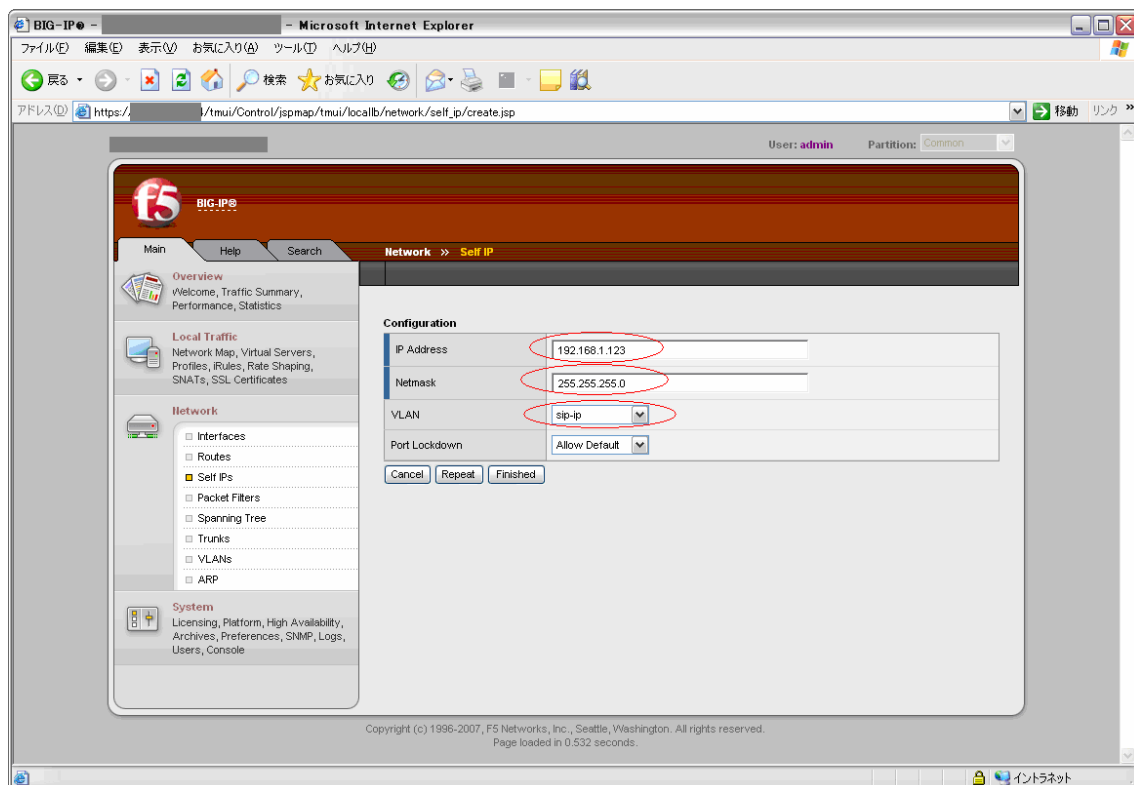 BIG-IP® - - Microsoft Internet Explorer
ファイル(F) 編集(E) 表示(V) お気に入り(A) ツール(T) ヘルプ(H)
戻る 検索 お気に入り
アドレス(D) https:/ /tmui/Control/jspmap/tmui/locallb/network/self_ip/create.jsp 移動 リンク »
User: admin Partition: Common
f5 BIG-IP®
Main Help Search Network » Self IP
Overview
Welcome, Traffic Summary,
Performance, Statistics
Local Traffic
Network Map, Virtual Servers,
Profiles, iRules, Rate Shaping,
SNATs, SSL Certificates
Network
Interfaces
Routes
Self IPs
Packet Filters
Spanning Tree
Trunks
VLANs
ARP
System
Licensing, Platform, High Availability,
Archives, Preferences, SNMP, Logs,
Users, Console
Configuration
IP Address 192.168.1.123
Netmask 255.255.255.0
VLAN sip-ip
Port Lockdown Allow Default
Cancel Repeat Finished
Copyright (c) 1996-2007, F5 Networks, Inc., Seattle, Washington. All rights reserved.
Page loaded in 0.532 seconds.
イントラネット